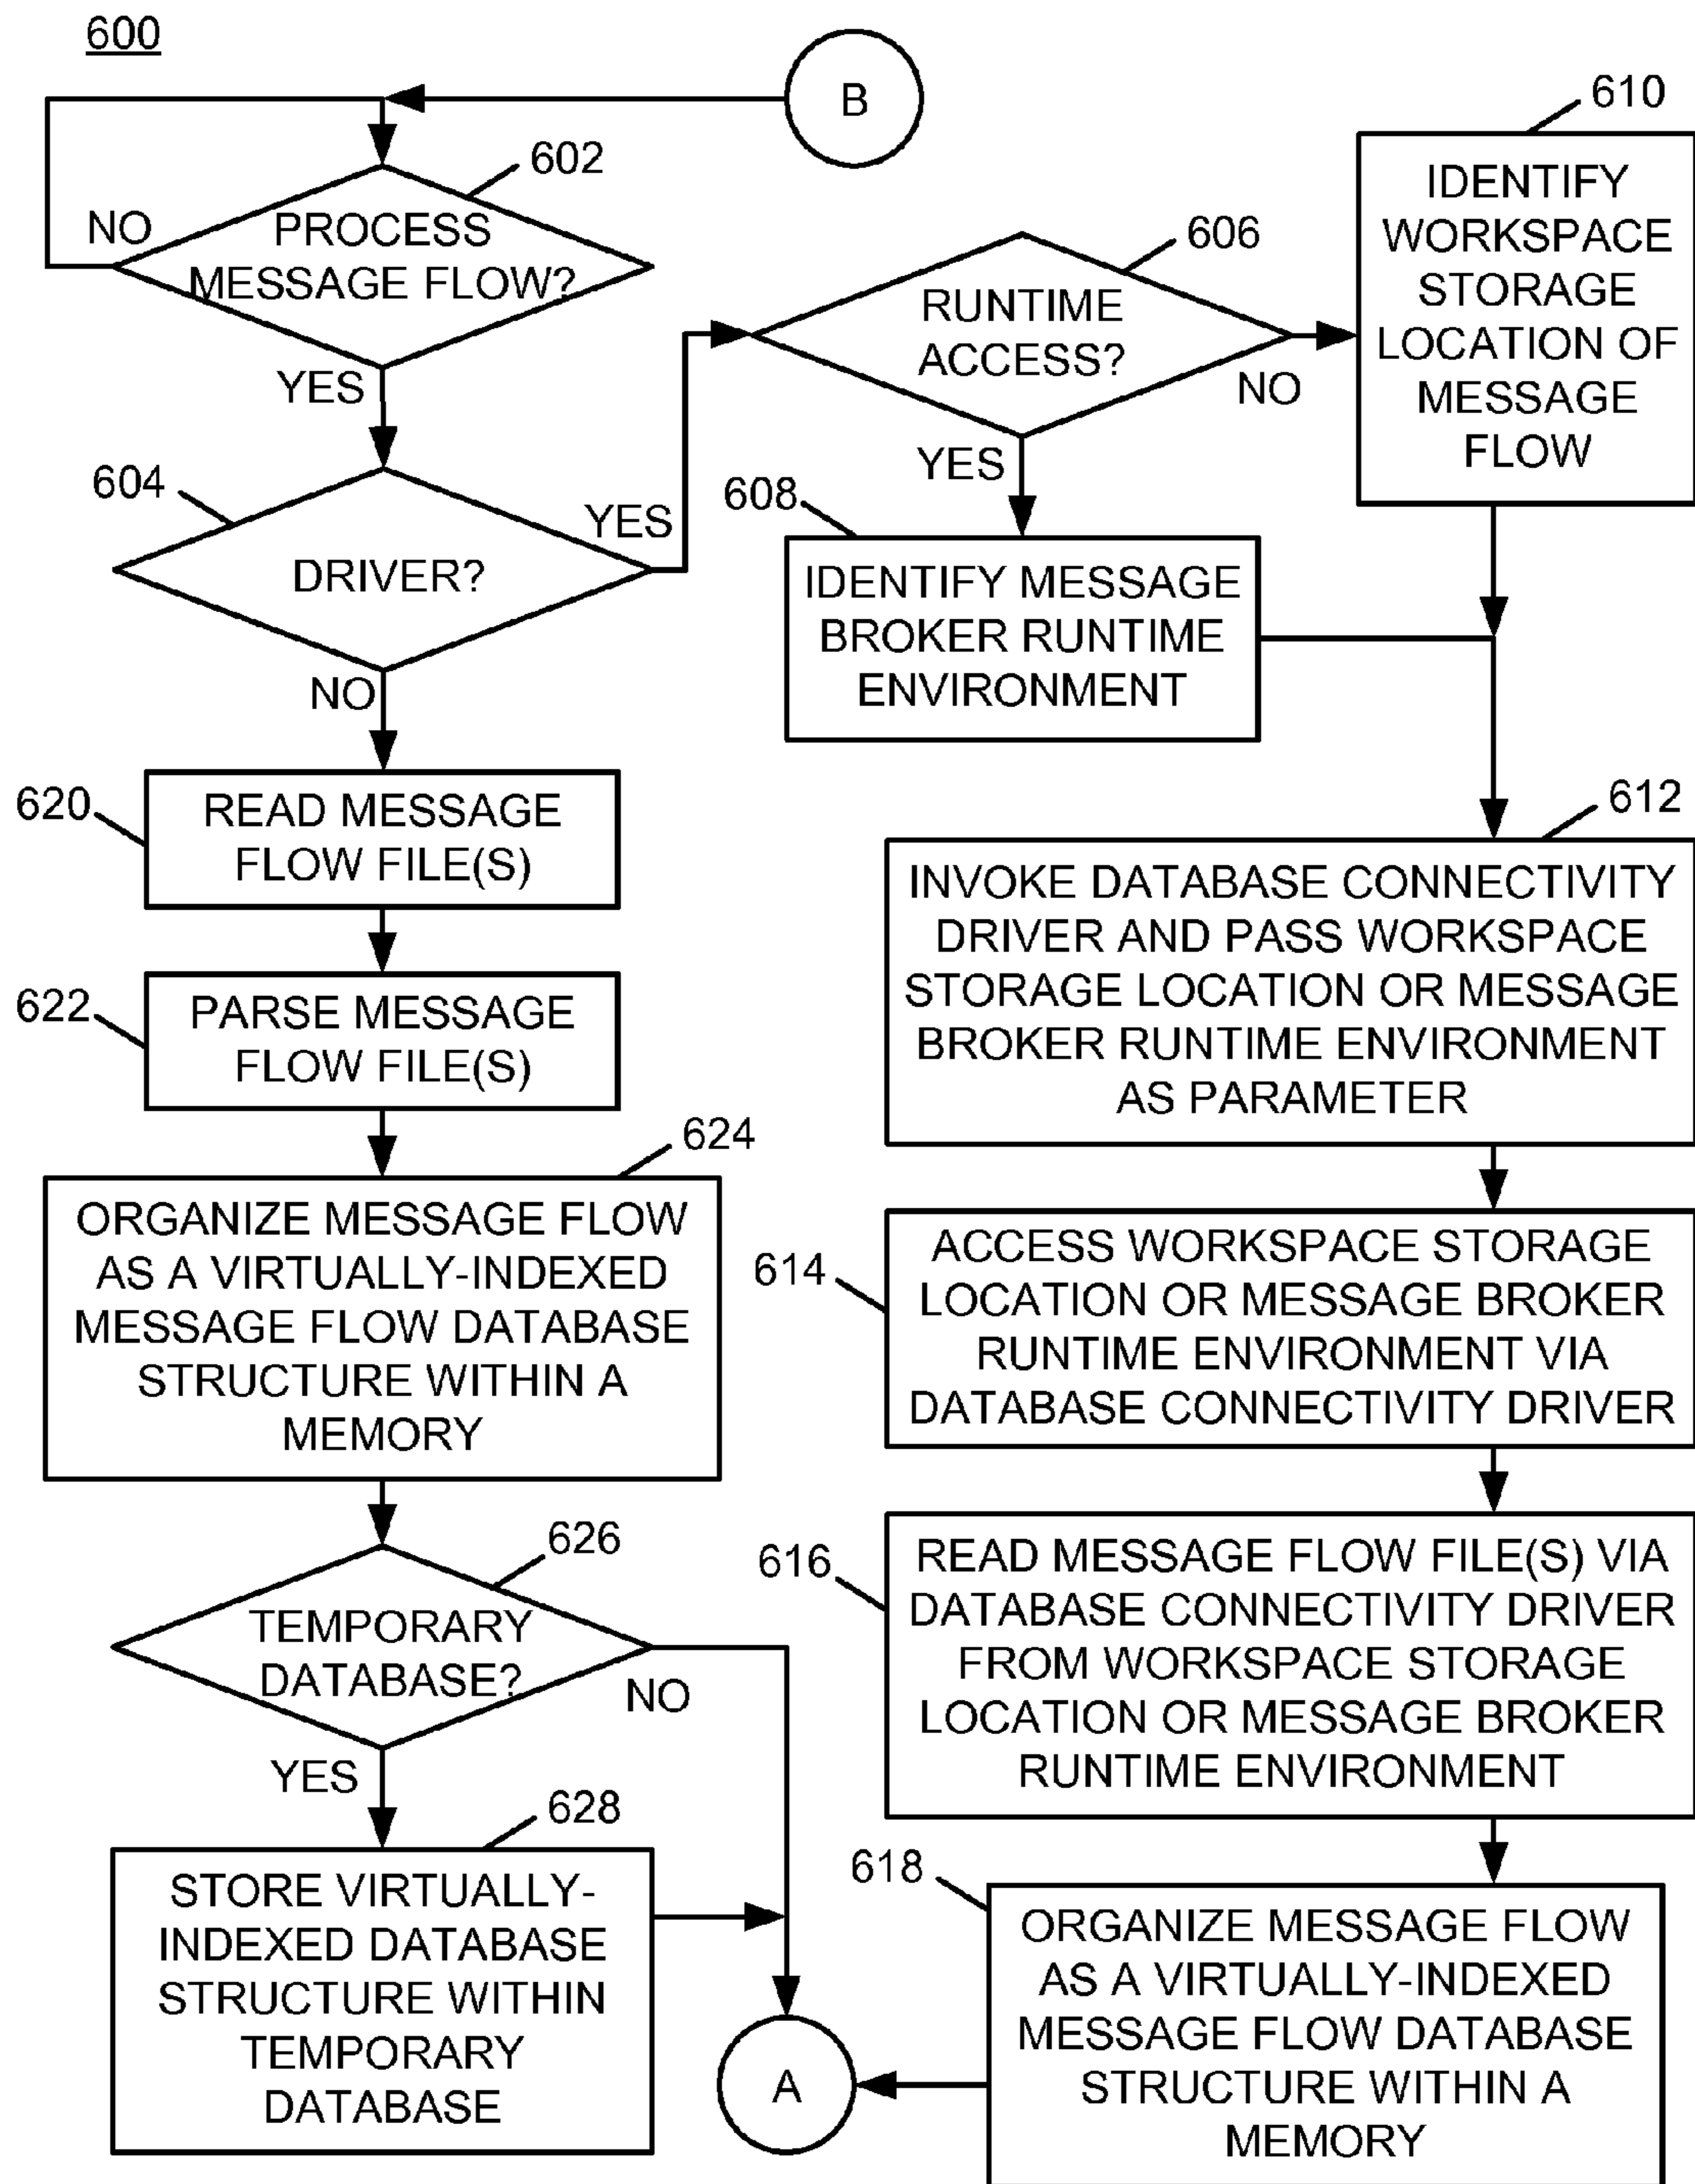 600
B
602
NO
PROCESS
MESSAGE FLOW?
YES
604
DRIVER?
YES
NO
606
RUNTIME
ACCESS?
NO
YES
608
IDENTIFY MESSAGE
BROKER RUNTIME
ENVIRONMENT
610
IDENTIFY
WORKSPACE
STORAGE
LOCATION OF
MESSAGE
FLOW
612
INVOKE DATABASE CONNECTIVITY
DRIVER AND PASS WORKSPACE
STORAGE LOCATION OR MESSAGE
BROKER RUNTIME ENVIRONMENT
AS PARAMETER
614
ACCESS WORKSPACE STORAGE
LOCATION OR MESSAGE BROKER
RUNTIME ENVIRONMENT VIA
DATABASE CONNECTIVITY DRIVER
616
READ MESSAGE FLOW FILE(S) VIA
DATABASE CONNECTIVITY DRIVER
FROM WORKSPACE STORAGE
LOCATION OR MESSAGE BROKER
RUNTIME ENVIRONMENT
618
ORGANIZE MESSAGE FLOW
AS A VIRTUALLY-INDEXED
MESSAGE FLOW DATABASE
STRUCTURE WITHIN A
MEMORY
620
READ MESSAGE
FLOW FILE(S)
622
PARSE MESSAGE
FLOW FILE(S)
624
ORGANIZE MESSAGE FLOW
AS A VIRTUALLY-INDEXED
MESSAGE FLOW DATABASE
STRUCTURE WITHIN A
MEMORY
626
TEMPORARY
DATABASE?
NO
YES
628
STORE VIRTUALLY-
INDEXED DATABASE
STRUCTURE WITHIN
TEMPORARY
DATABASE
A